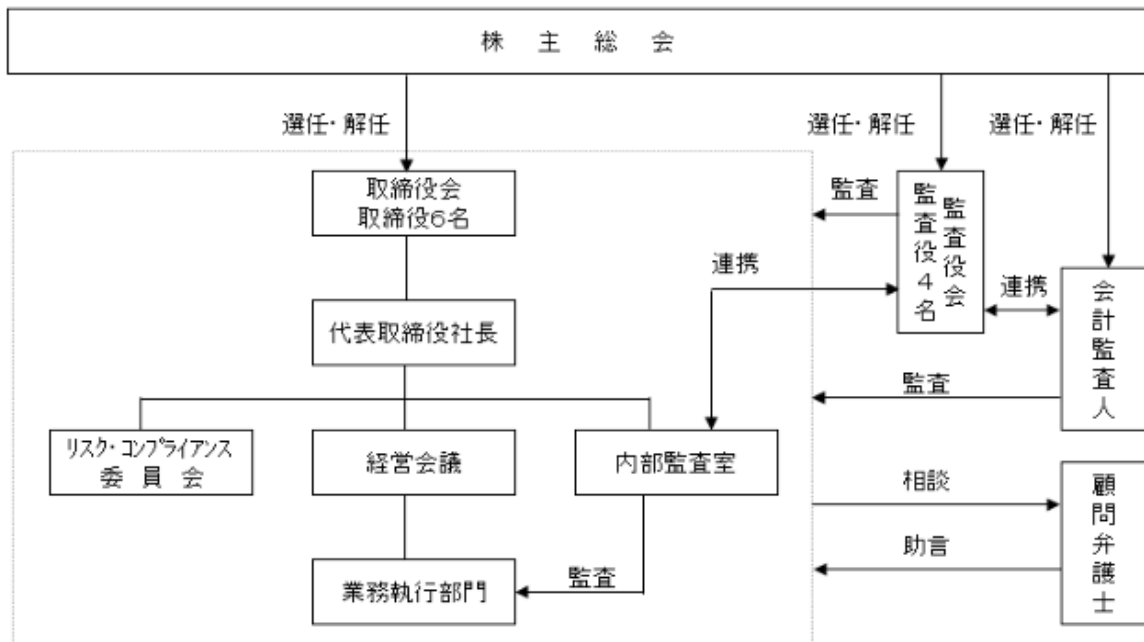 株主総会
選任・解任
選任・解任
選任・解任
取締役会
取締役6名
監査
監査役会
監査役4名
連携
連携
会計監査人
代表取締役社長
監査
リスク・コンプライアンス
委員会
経営会議
内部監査室
相談
顧問弁護士
助言
業務執行部門
監査